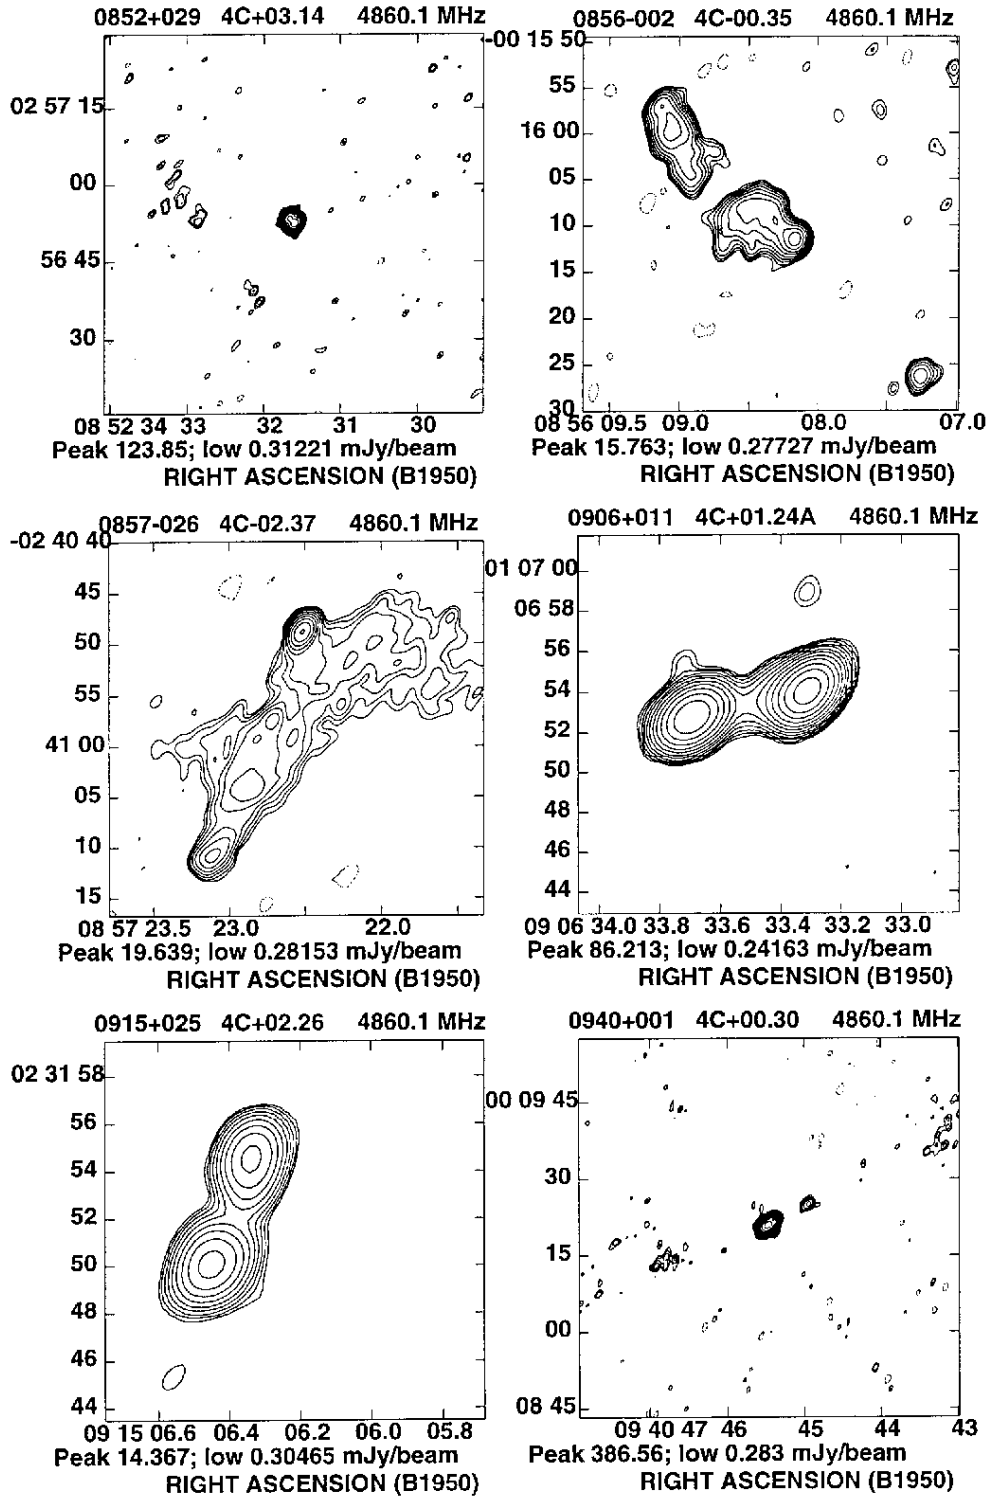 0852+029 4C+03.14 4860.1 MHz
02 57 15
00
56 45
30
08 52 34 33 32 31 30
Peak 123.85; low 0.31221 mJy/beam
RIGHT ASCENSION (B1950)
0856-002 4C-00.35 4860.1 MHz
-00 15 50
55
16 00
05
10
15
20
25
30
08 56 09.5 09.0 08.0 07.0
Peak 15.763; low 0.27727 mJy/beam
RIGHT ASCENSION (B1950)
0857-026 4C-02.37 4860.1 MHz
-02 40 40
45
50
55
41 00
05
10
15
08 57 23.5 23.0 22.0
Peak 19.639; low 0.28153 mJy/beam
RIGHT ASCENSION (B1950)
0906+011 4C+01.24A 4860.1 MHz
01 07 00
06 58
56
54
52
50
48
46
44
09 06 34.0 33.8 33.6 33.4 33.2 33.0
Peak 86.213; low 0.24163 mJy/beam
RIGHT ASCENSION (B1950)
0915+025 4C+02.26 4860.1 MHz
02 31 58
56
54
52
50
48
46
44
09 15 06.6 06.4 06.2 06.0 05.8
Peak 14.367; low 0.30465 mJy/beam
RIGHT ASCENSION (B1950)
0940+001 4C+00.30 4860.1 MHz
00 09 45
30
15
00
08 45
09 40 47 46 45 44 43
Peak 386.56; low 0.283 mJy/beam
RIGHT ASCENSION (B1950)